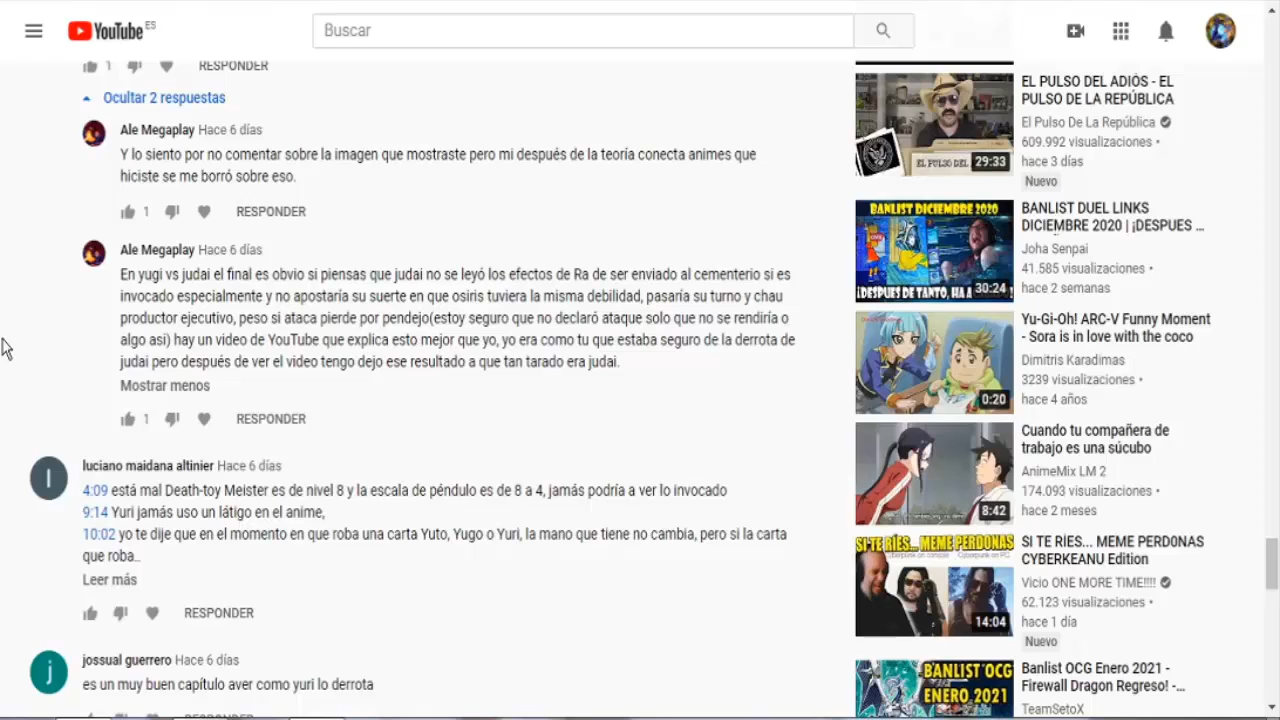 YouTube ES
Buscar
1 RESPONDER
Ocultar 2 respuestas
Ale Megaplay Hace 6 días
Y lo siento por no comentar sobre la imagen que mostraste pero mi después de la teoría conecta animes que
hiciste se me borró sobre eso.
1 RESPONDER
Ale Megaplay Hace 6 días
En yugi vs judai el final es obvio si piensas que judai no se leyó los efectos de Ra de ser enviado al cementerio si es
invocado especialmente y no apostaría su suerte en que osiris tuviera la misma debilidad, pasaría su turno y chau
productor ejecutivo, peso si ataca pierde por pendejo(estoy seguro que no declaró ataque solo que no se rendiría o
algo asi) hay un video de YouTube que explica esto mejor que yo, yo era como tu que estaba seguro de la derrota de
judai pero después de ver el video tengo dejo ese resultado a que tan tarado era judai.
Mostrar menos
1 RESPONDER
luciano maidana altinier Hace 6 días
4:09 está mal Death-toy Meister es de nivel 8 y la escala de péndulo es de 8 a 4, jamás podría a ver lo invocado
9:14 Yuri jamás uso un látigo en el anime,
10:02 yo te dije que en el momento en que roba una carta Yuto, Yugo o Yuri, la mano que tiene no cambia, pero si la carta
que roba..
Leer más
RESPONDER
jossual guerrero Hace 6 días
es un muy buen capítulo aver como yuri lo derrota
RESPONDER
EL PULSO DEL
29:33
EL PULSO DEL ADIÓS - EL
PULSO DE LA REPÚBLICA
El Pulso De La República
609.992 visualizaciones •
hace 3 días
Nuevo
BANLIST DICIEMBRE 2020
¡DESPUES DE TANTO, HA
30:24
BANLIST DUEL LINKS
DICIEMBRE 2020 | ¡DESPUES ...
Joha Senpai
41.585 visualizaciones •
hace 2 semanas
0:20
Yu-Gi-Oh! ARC-V Funny Moment
- Sora is in love with the coco
Dimitris Karadimas
3239 visualizaciones •
hace 4 años
8:42
Cuando tu compañera de
trabajo es una súcubo
AnimeMix LM 2
174.093 visualizaciones •
hace 2 meses
SI TE RÍES... MEME PERDONAS
14:04
SI TE RÍES... MEME PERDONAS
CYBERKEANU Edition
Vicio ONE MORE TIME!!!!
62.123 visualizaciones •
hace 1 día
Nuevo
BANLIST OCG
ENERO 2021
Banlist OCG Enero 2021 -
Firewall Dragon Regreso! -...
TeamSetoX